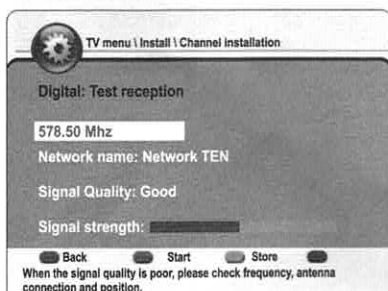 TV menu \ Install \ Channel installation
Digital: Test reception
578.50 Mhz
Network name: Network TEN
Signal Quality: Good
Signal strength:
Back Start Store
When the signal quality is poor, please check frequency, antenna
connection and position.